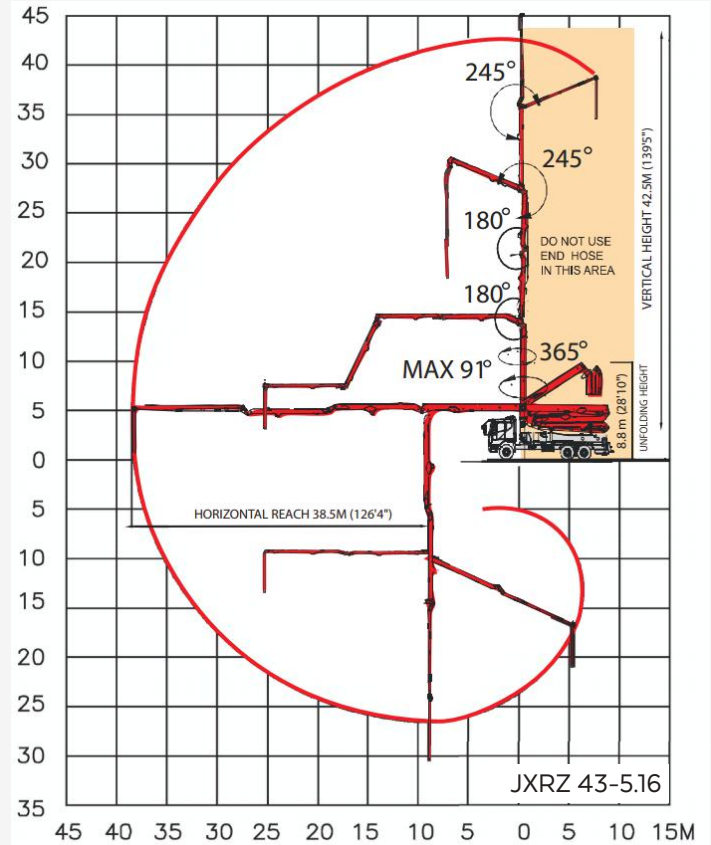 45
40
35
30
25
20
15
10
5
0
5
10
15
20
25
30
35
245°
245°
180°
180°
MAX 91°
365°
DO NOT USE
END HOSE
IN THIS AREA
VERTICAL HEIGHT 42.5M (139'5")
8.8 m (28'10")
UNFOLDING HEIGHT
HORIZONTAL REACH 38.5M (126'4")
JXRZ 43-5.16
45 40 35 30 25 20 15 10 5 0 5 10 15M